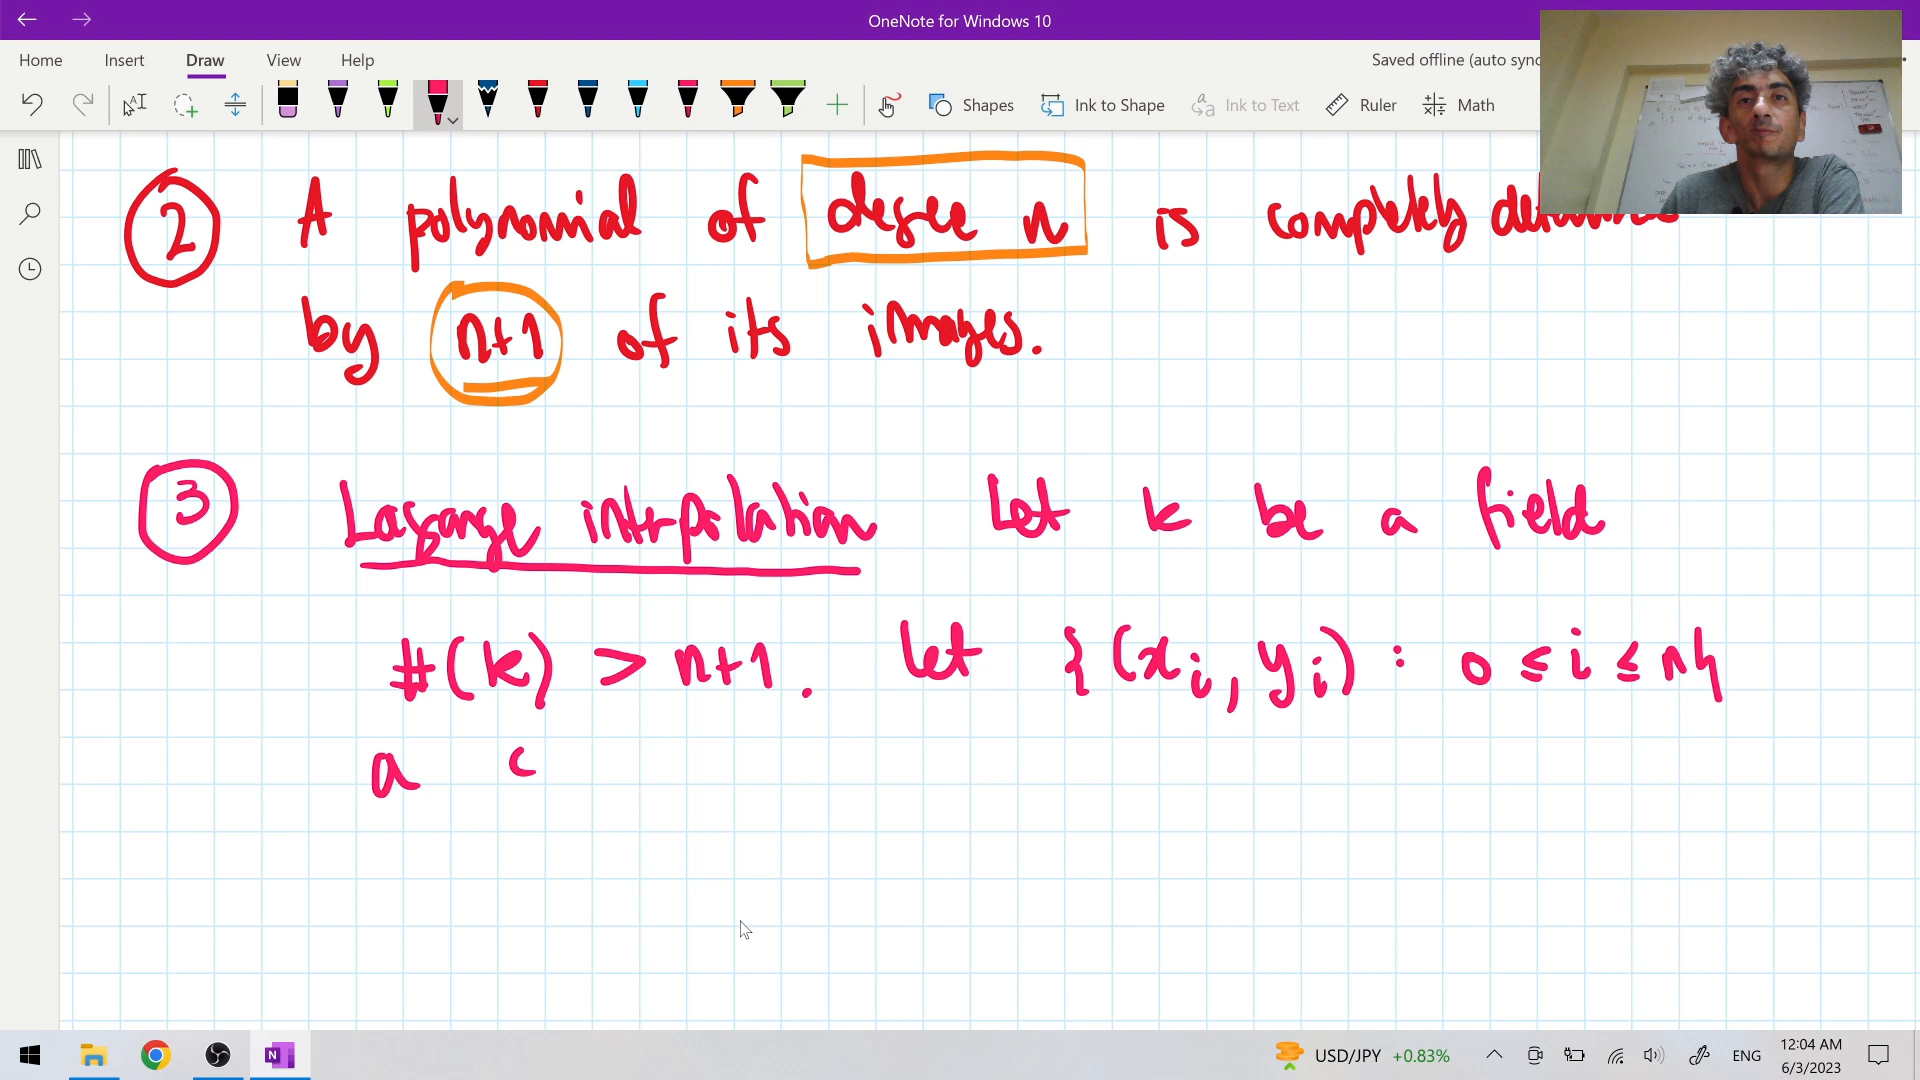 OneNote for Windows 10
Home Insert Draw View Help Saved offline (auto sync
Shapes Ink to Shape Ink to Text Ruler Math
2 A polynomial of degree n is completely
by n+1 of its images.
3 Lagrange interpolation Let k be a field
#(k) > n+1. Let {(xi, yi) : 0 ≤ i ≤ n}
a c
USD/JPY +0.83% ENG 12:04 AM
6/3/2023